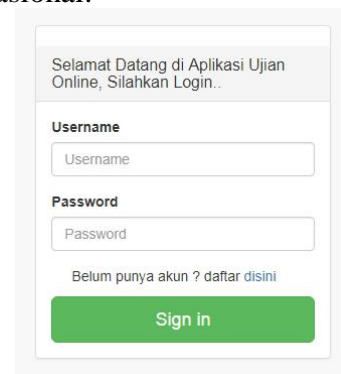 Selamat Datang di Aplikasi Ujian
Online, Silahkan Login..
Username
Username
Password
Password
Belum punya akun ? daftar disini
Sign in